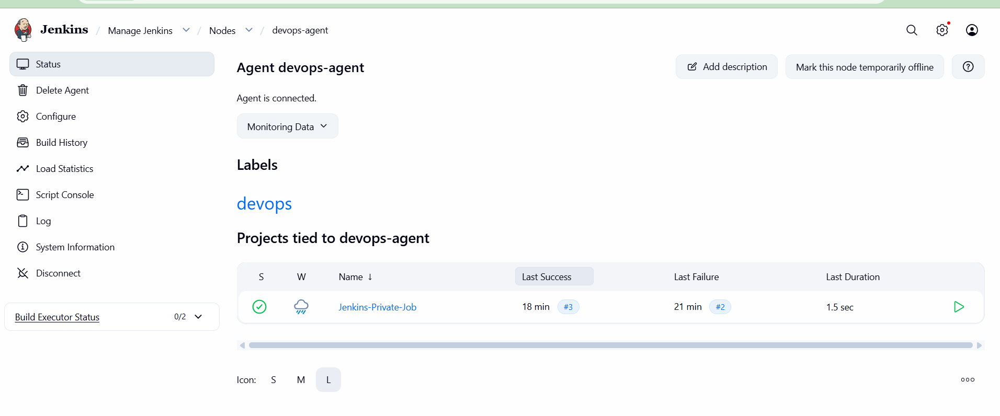 Jenkins / Manage Jenkins / Nodes / devops-agent
Status
Delete Agent
Configure
Build History
Load Statistics
Script Console
Log
System Information
Disconnect
Build Executor Status 0/2
Agent devops-agent
Add description
Mark this node temporarily offline
Agent is connected.
Monitoring Data
Labels
devops
Projects tied to devops-agent
S W Name ↓ Last Success Last Failure Last Duration
Jenkins-Private-Job 18 min #3 21 min #2 1.5 sec
Icon: S M L